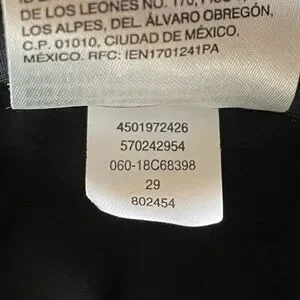 DE LOS LEONES NO. 170,
LOS ALPES, DEL. ÁLVARO OBREGÓN,
C.P. 01010, CIUDAD DE MÉXICO,
MÉXICO. RFC: IEN1701241PA
4501972426
570242954
060-18C68398
29
802454